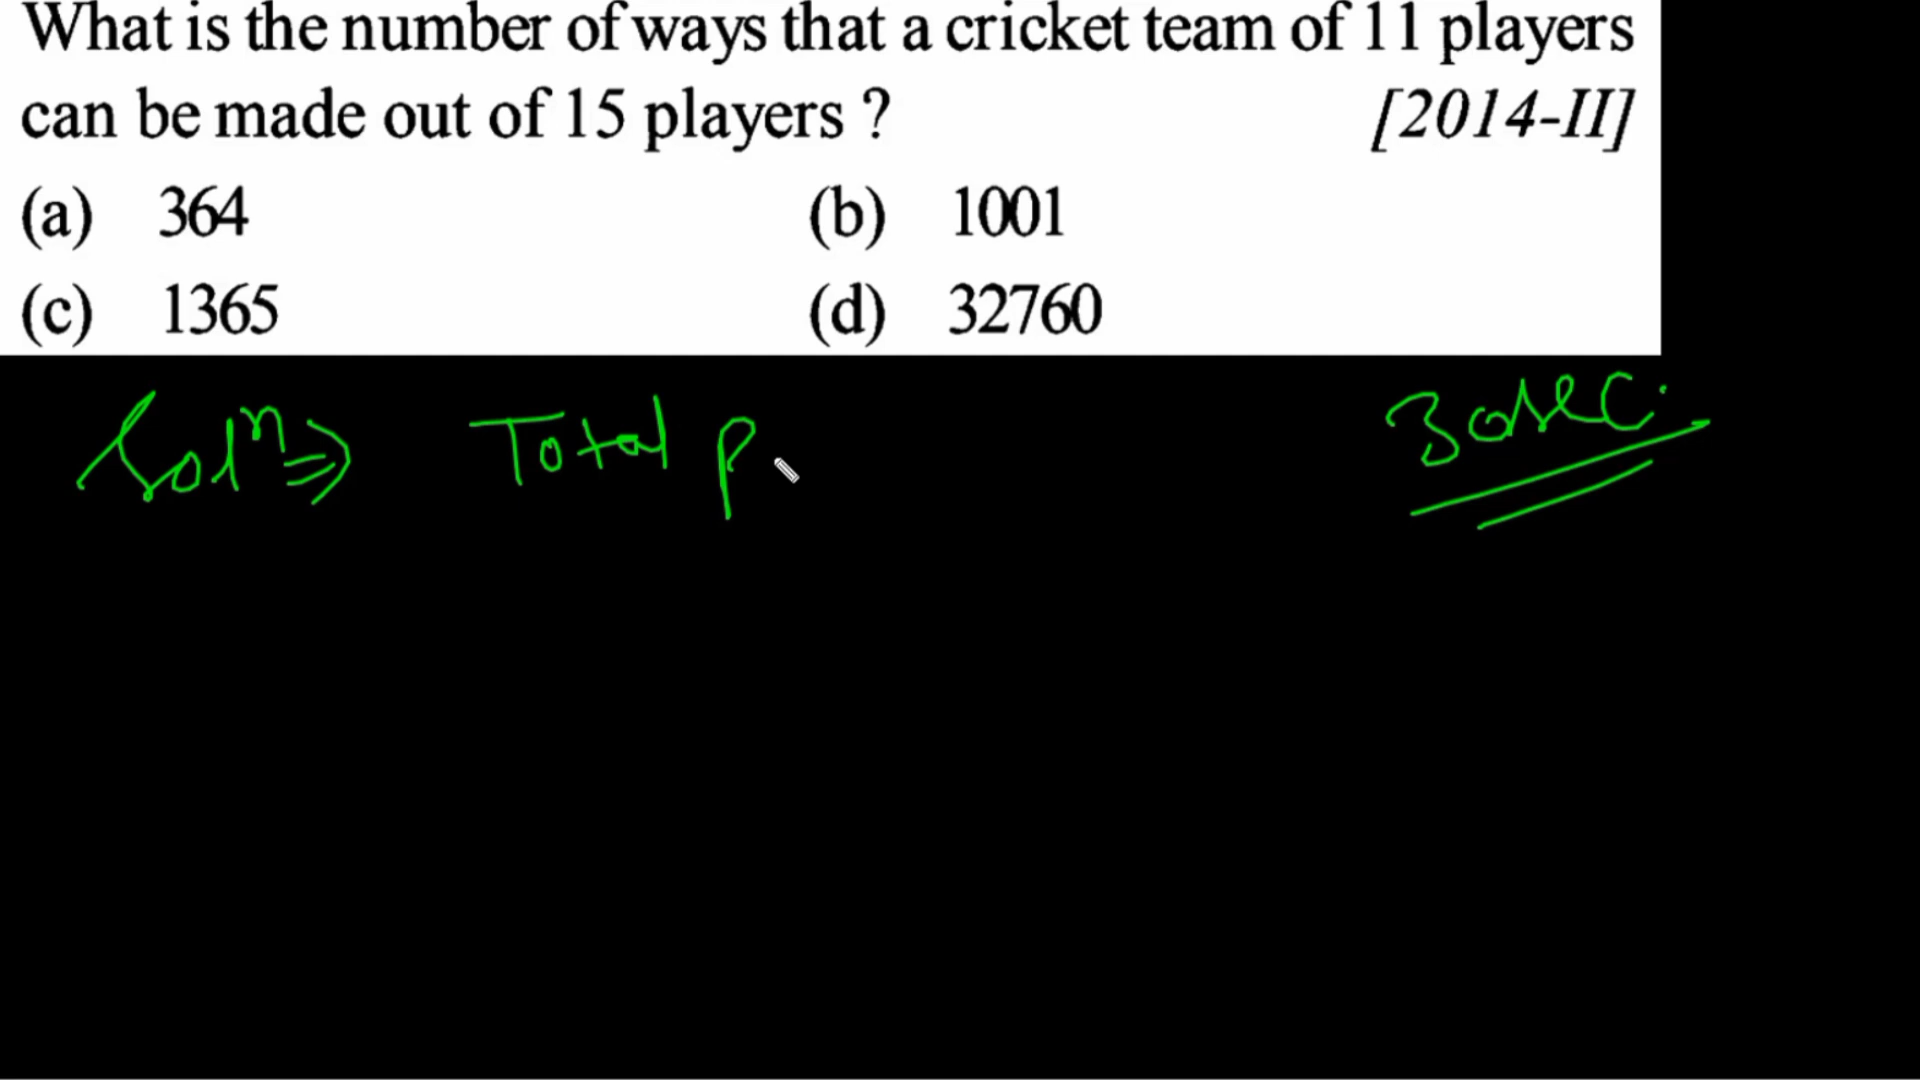 What is the number of ways that a cricket team of 11 players
can be made out of 15 players ? [2014-II]
(a) 364 (b) 1001
(c) 1365 (d) 32760
Solⁿ⇒ Total P 30sec.